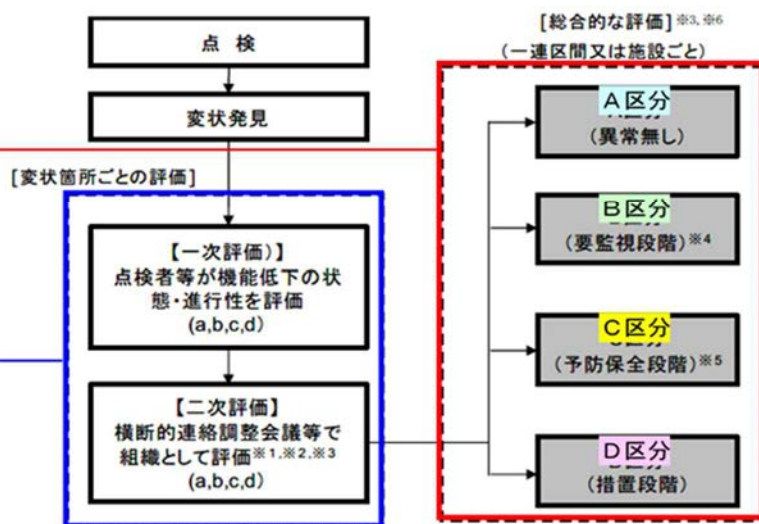 点 検
変状発見
[変状箇所ごとの評価]
【一次評価)】
点検者等が機能低下の状
態・進行性を評価
(a,b,c,d)
【二次評価】
横断的連絡調整会議等で
組織として評価※1,※2,※3
(a,b,c,d)
[総合的な評価]※3,※6
(一連区間又は施設ごと)
A区分
(異常無し)
B区分
(要監視段階)※4
C区分
(予防保全段階)※5
D区分
(措置段階)